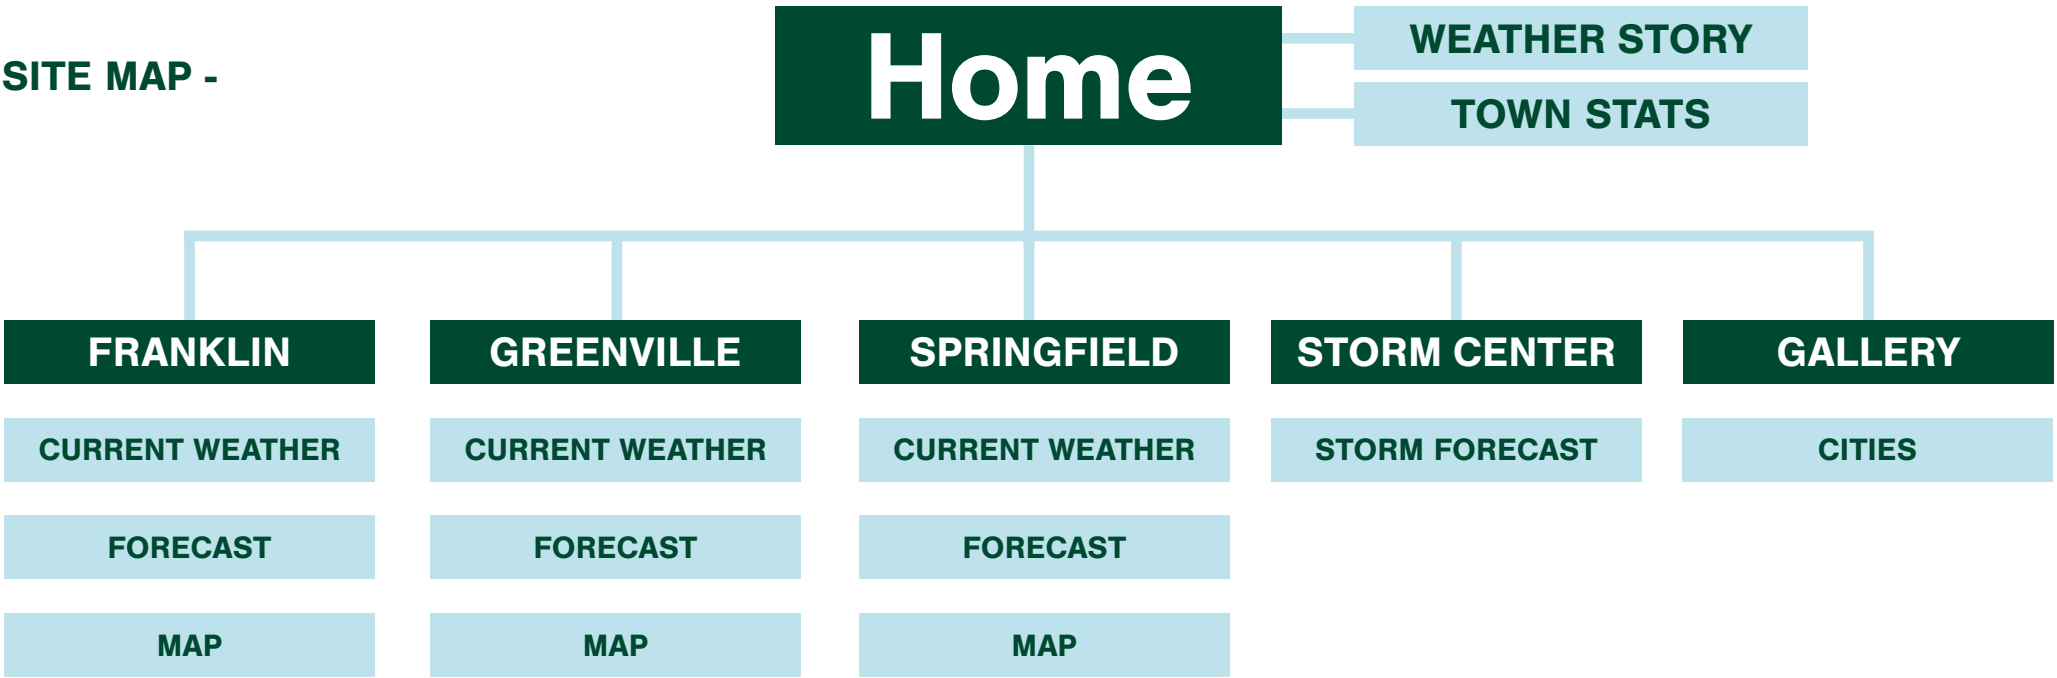 SITE MAP -
Home
WEATHER STORY
TOWN STATS
FRANKLIN
GREENVILLE
SPRINGFIELD
STORM CENTER
GALLERY
CURRENT WEATHER
CURRENT WEATHER
CURRENT WEATHER
STORM FORECAST
CITIES
FORECAST
FORECAST
FORECAST
MAP
MAP
MAP